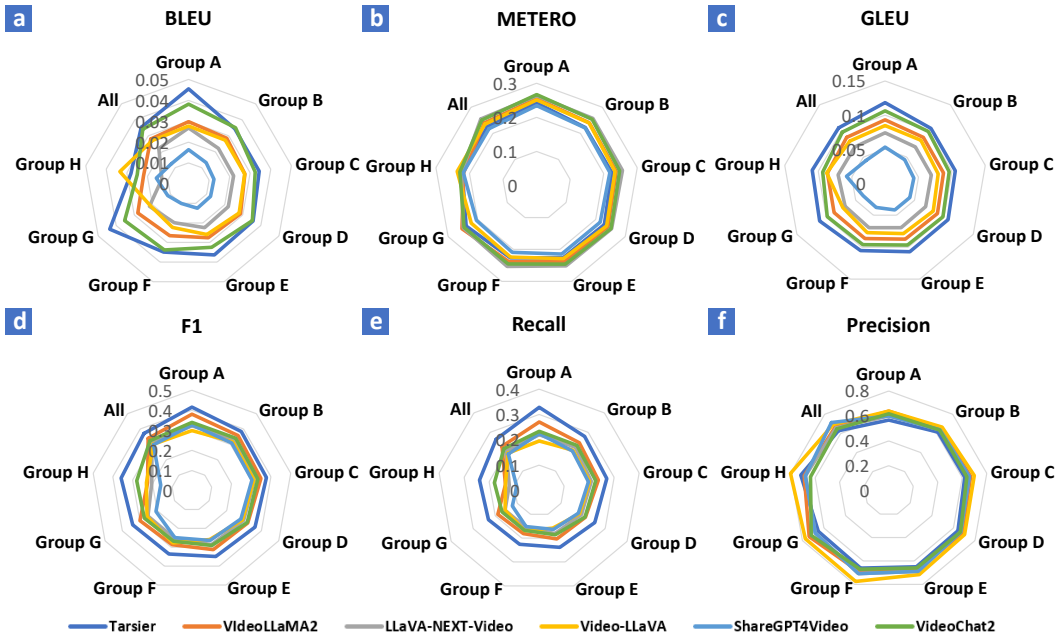 a
BLEU
Group A
Group B
Group C
Group D
Group E
Group F
Group G
Group H
All
0.05
0.04
0.03
0.02
0.01
0
b
METERO
Group A
Group B
Group C
Group D
Group E
Group F
Group G
Group H
All
0.3
0.2
0.1
0
c
GLEU
Group A
Group B
Group C
Group D
Group E
Group F
Group G
Group H
All
0.15
0.1
0.05
0
d
F1
Group A
Group B
Group C
Group D
Group E
Group F
Group G
Group H
All
0.5
0.4
0.3
0.2
0.1
0
e
Recall
Group A
Group B
Group C
Group D
Group E
Group F
Group G
Group H
All
0.4
0.3
0.2
0.1
0
f
Precision
Group A
Group B
Group C
Group D
Group E
Group F
Group G
Group H
All
0.8
0.6
0.4
0.2
0
Tarsier VIdeoLLaMA2 LLaVA-NEXT-Video Video-LLaVA ShareGPT4Video VideoChat2